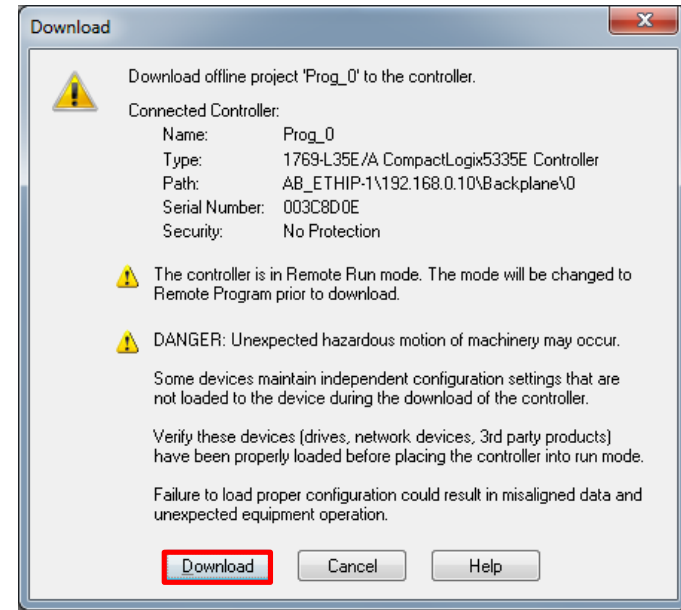 Download
Download offline project 'Prog_0' to the controller.
Connected Controller:
Name: Prog_0
Type: 1769-L35E/A CompactLogix5335E Controller
Path: AB_ETHIP-1\192.168.0.10\Backplane\0
Serial Number: 003C8D0E
Security: No Protection
The controller is in Remote Run mode. The mode will be changed to
Remote Program prior to download.
DANGER: Unexpected hazardous motion of machinery may occur.
Some devices maintain independent configuration settings that are
not loaded to the device during the download of the controller.
Verify these devices (drives, network devices, 3rd party products)
have been properly loaded before placing the controller into run mode.
Failure to load proper configuration could result in misaligned data and
unexpected equipment operation.
Download Cancel Help